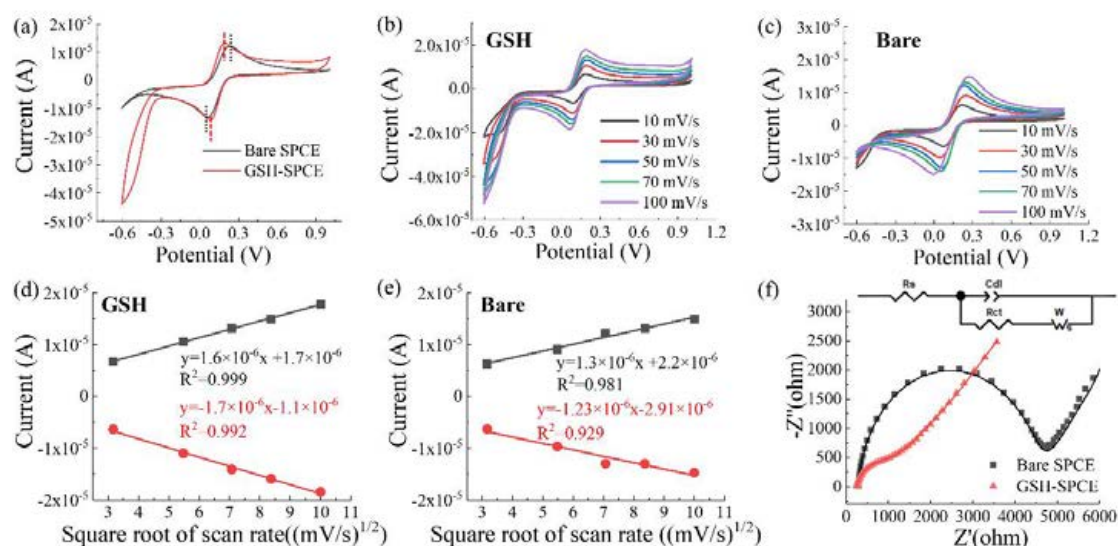 (a)
Current (A)
2x10⁻⁵
1x10⁻⁵
0
-1x10⁻⁵
-2x10⁻⁵
-3x10⁻⁵
-4x10⁻⁵
-5x10⁻⁵
Bare SPCE
GSH-SPCE
-0.6 -0.3 0.0 0.3 0.6 0.9
Potential (V)
(b)
GSH
Current (A)
2.0x10⁻⁵
0.0
-2.0x10⁻⁵
-4.0x10⁻⁵
-6.0x10⁻⁵
10 mV/s
30 mV/s
50 mV/s
70 mV/s
100 mV/s
-0.6 -0.3 0.0 0.3 0.6 0.9 1.2
Potential (V)
(c)
Bare
Current (A)
3x10⁻⁵
2x10⁻⁵
1x10⁻⁵
0
-1x10⁻⁵
-2x10⁻⁵
-3x10⁻⁵
10 mV/s
30 mV/s
50 mV/s
70 mV/s
100 mV/s
-0.6 -0.3 0.0 0.3 0.6 0.9 1.2
Potential (V)
(d)
GSH
Current (A)
2x10⁻⁵
1x10⁻⁵
0
-1x10⁻⁵
-2x10⁻⁵
y=1.6×10⁻⁶x +1.7×10⁻⁶
R²=0.999
y=-1.7×10⁻⁶x-1.1×10⁻⁶
R²=0.992
3 4 5 6 7 8 9 10 11
Square root of scan rate((mV/s)^1/2)
(e)
Bare
Current (A)
2x10⁻⁵
1x10⁻⁵
0
-1x10⁻⁵
-2x10⁻⁵
y=1.3×10⁻⁶x +2.2×10⁻⁶
R²=0.981
y=-1.23×10⁻⁶x-2.91×10⁻⁶
R²=0.929
3 4 5 6 7 8 9 10 11
Square root of scan rate((mV/s)^1/2)
(f)
Rs
Cdl
Rct
Ws
-Z''(ohm)
3000
2500
2000
1500
1000
500
0
Bare SPCE
GSH-SPCE
0 1000 2000 3000 4000 5000 6000
Z'(ohm)